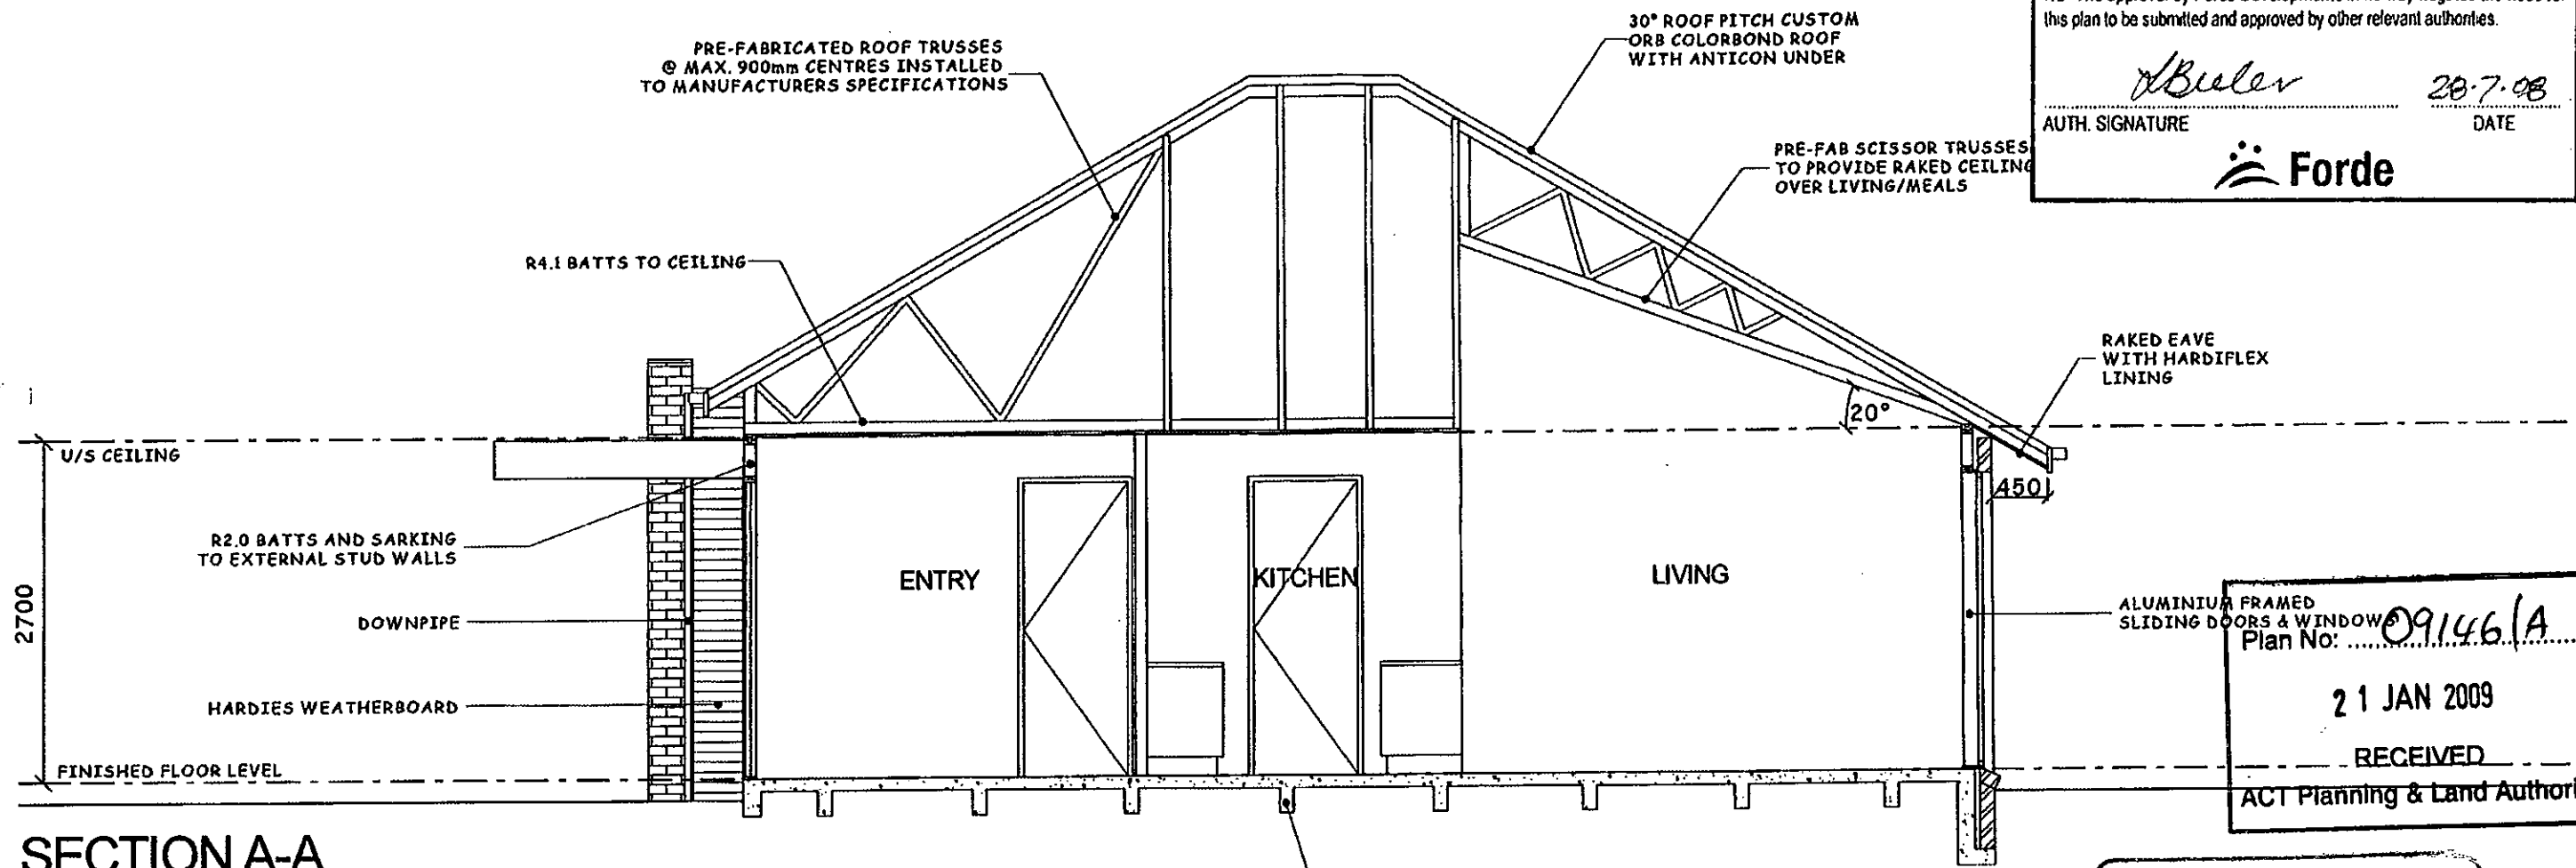 this plan to be submitted and approved by other relevant authorities.
28.7.08
AUTH. SIGNATURE
DATE
Forde
30° ROOF PITCH CUSTOM
ORB COLORBOND ROOF
WITH ANTICON UNDER
PRE-FABRICATED ROOF TRUSSES
@ MAX. 900mm CENTRES INSTALLED
TO MANUFACTURERS SPECIFICATIONS
PRE-FAB SCISSOR TRUSSES
TO PROVIDE RAKED CEILING
OVER LIVING/MEALS
R4.1 BATTS TO CEILING
RAKED EAVE
WITH HARDIFLEX
LINING
20°
U/S CEILING
450
R2.0 BATTS AND SARKING
TO EXTERNAL STUD WALLS
ENTRY
KITCHEN
LIVING
2700
DOWNPIPE
ALUMINIUM FRAMED
SLIDING DOORS & WINDOWS
Plan No: 09146/A
21 JAN 2009
RECEIVED
ACT Planning & Land Authori
HARDIES WEATHERBOARD
FINISHED FLOOR LEVEL
SECTION A-A